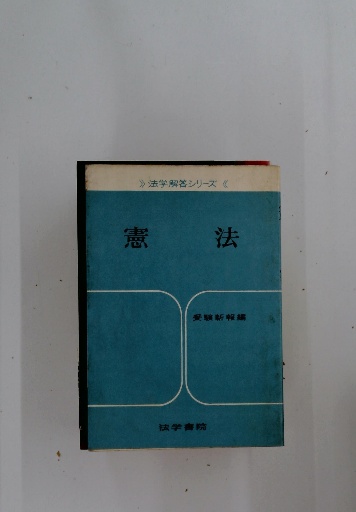 》法学解答シリーズ《
憲法
受験新報編
法学書院